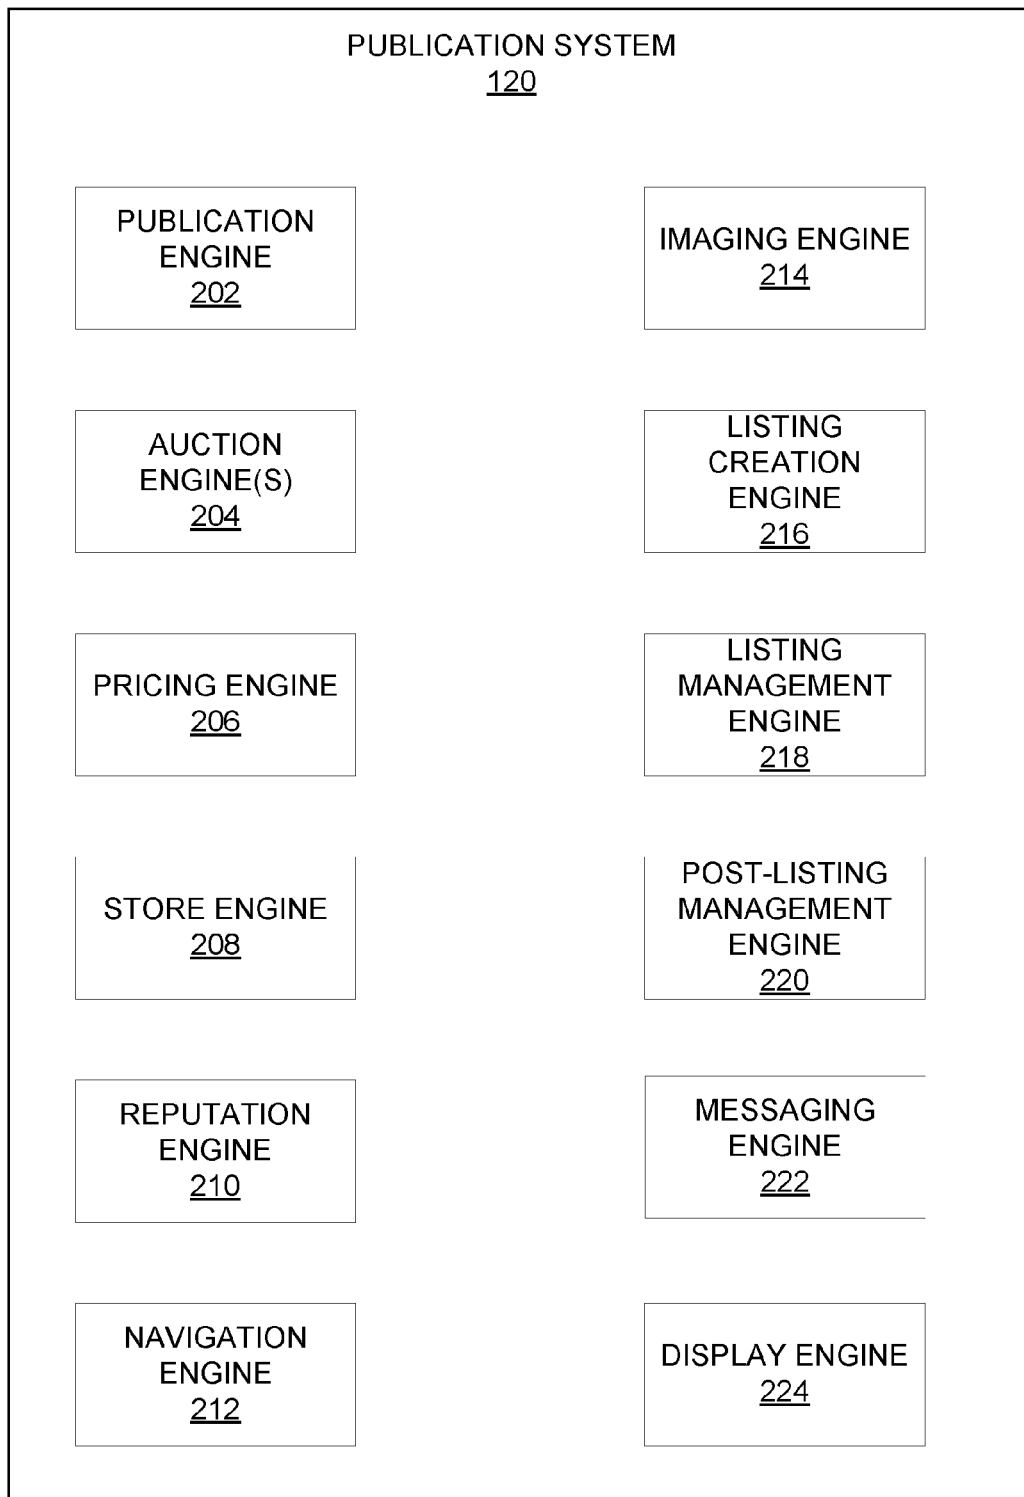 PUBLICATION SYSTEM
120
PUBLICATION
ENGINE
202
AUCTION
ENGINE(S)
204
PRICING ENGINE
206
STORE ENGINE
208
REPUTATION
ENGINE
210
NAVIGATION
ENGINE
212
IMAGING ENGINE
214
LISTING
CREATION
ENGINE
216
LISTING
MANAGEMENT
ENGINE
218
POST-LISTING
MANAGEMENT
ENGINE
220
MESSAGING
ENGINE
222
DISPLAY ENGINE
224